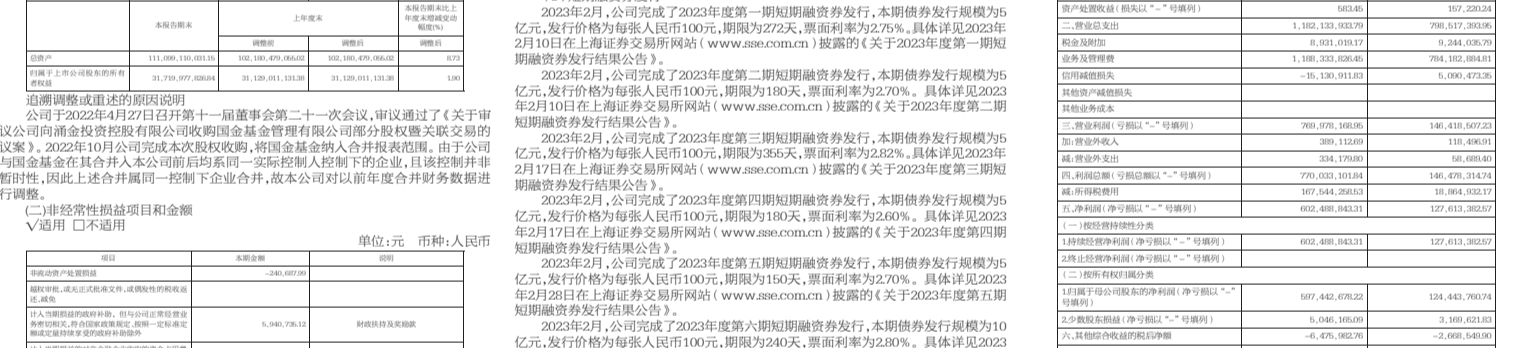 本报告期末 上年度末 本报告期末比上
年度末增减变动
幅度(%)
调整前 调整后 调整后
总资产 111,099,110,031.15 102,180,479,055.02 102,180,479,055.02 8.73
归属于上市公司股东的所有
者权益 31,719,977,826.84 31,129,011,131.38 31,129,011,131.38 1.90
追溯调整或重述的原因说明
公司于2022年4月27日召开第十一届董事会第二十一次会议,审议通过了《关于审
议公司向涌金投资控股有限公司收购国金基金管理有限公司部分股权暨关联交易的
议案》。2022年10月公司完成本次股权收购,将国金基金纳入合并报表范围。由于公司
与国金基金在其合并入本公司前后均系同一实际控制人控制下的企业,且该控制并非
暂时性,因此上述合并属同一控制下企业合并,故本公司对以前年度合并财务数据进
行调整。
(二)非经常性损益项目和金额
√适用 □不适用
单位:元 币种:人民币
项目 本期金额 说明
非流动资产处置损益 -240,687.99
越权审批,或无正式批准文件,或偶发性的税收返
还、减免
计入当期损益的政府补助,但与公司正常经营业
务密切相关,符合国家政策规定、按照一定标准定
额或定量持续享受的政府补助除外 5,940,735.12 财政扶持及奖励款
2023年2月,公司完成了2023年度第一期短期融资券发行,本期债券发行规模为5
亿元,发行价格为每张人民币100元,期限为272天,票面利率为2.75%。具体详见2023年
2月10日在上海证券交易所网站(www.sse.com.cn)披露的《关于2023年度第一期短
期融资券发行结果公告》。
2023年2月,公司完成了2023年度第二期短期融资券发行,本期债券发行规模为5
亿元,发行价格为每张人民币100元,期限为180天,票面利率为2.70%。具体详见2023
年2月10日在上海证券交易所网站(www.sse.com.cn)披露的《关于2023年度第二期
短期融资券发行结果公告》。
2023年2月,公司完成了2023年度第三期短期融资券发行,本期债券发行规模为5
亿元,发行价格为每张人民币100元,期限为355天,票面利率为2.82%。具体详见2023年
2月17日在上海证券交易所网站(www.sse.com.cn)披露的《关于2023年度第三期短
期融资券发行结果公告》。
2023年2月,公司完成了2023年度第四期短期融资券发行,本期债券发行规模为5
亿元,发行价格为每张人民币100元,期限为180天,票面利率为2.60%。具体详见2023
年2月17日在上海证券交易所网站(www.sse.com.cn)披露的《关于2023年度第四期
短期融资券发行结果公告》。
2023年2月,公司完成了2023年度第五期短期融资券发行,本期债券发行规模为5
亿元,发行价格为每张人民币100元,期限为150天,票面利率为2.70%。具体详见2023
年2月28日在上海证券交易所网站(www.sse.com.cn)披露的《关于2023年度第五期
短期融资券发行结果公告》。
2023年2月,公司完成了2023年度第六期短期融资券发行,本期债券发行规模为10
亿元,发行价格为每张人民币100元,期限为240天,票面利率为2.80%。具体详见2023
资产处置收益(损失以“-”号填列) 583.45 157,220.24
二、营业总支出 1,182,133,933.79 798,517,393.95
税金及附加 8,931,019.17 9,244,035.79
业务及管理费 1,188,333,826.45 784,182,884.81
信用减值损失 -15,130,911.83 5,090,473.35
其他资产减值损失
其他业务成本
三、营业利润(亏损以“-”号填列) 769,978,168.95 146,418,507.23
加:营业外收入 389,112.69 118,496.91
减:营业外支出 334,179.80 58,689.40
四、利润总额(亏损总额以“-”号填列) 770,033,101.84 146,478,314.74
减:所得税费用 167,544,258.53 18,864,932.17
五、净利润(净亏损以“-”号填列) 602,488,843.31 127,613,382.57
(一)按经营持续性分类
1.持续经营净利润(净亏损以“-”号填列) 602,488,843.31 127,613,382.57
2.终止经营净利润(净亏损以“-”号填列)
(二)按所有权归属分类
1.归属于母公司股东的净利润(净亏损以“-”
号填列) 597,442,678.22 124,443,760.74
2.少数股东损益(净亏损以“-”号填列) 5,046,165.09 3,169,621.83
六、其他综合收益的税后净额 -6,475,982.76 -2,668,549.90